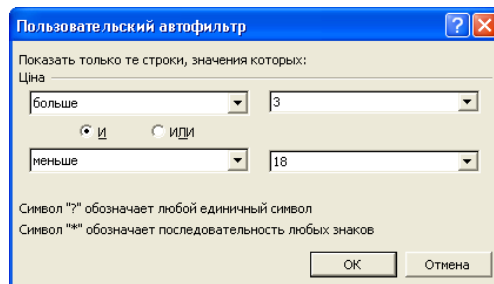 Пользовательский автофильтр
Показать только те строки, значения которых:
Ціна
больше 3
И ИЛИ
меньше 18
Символ "?" обозначает любой единичный символ
Символ "*" обозначает последовательность любых знаков
ОК Отмена